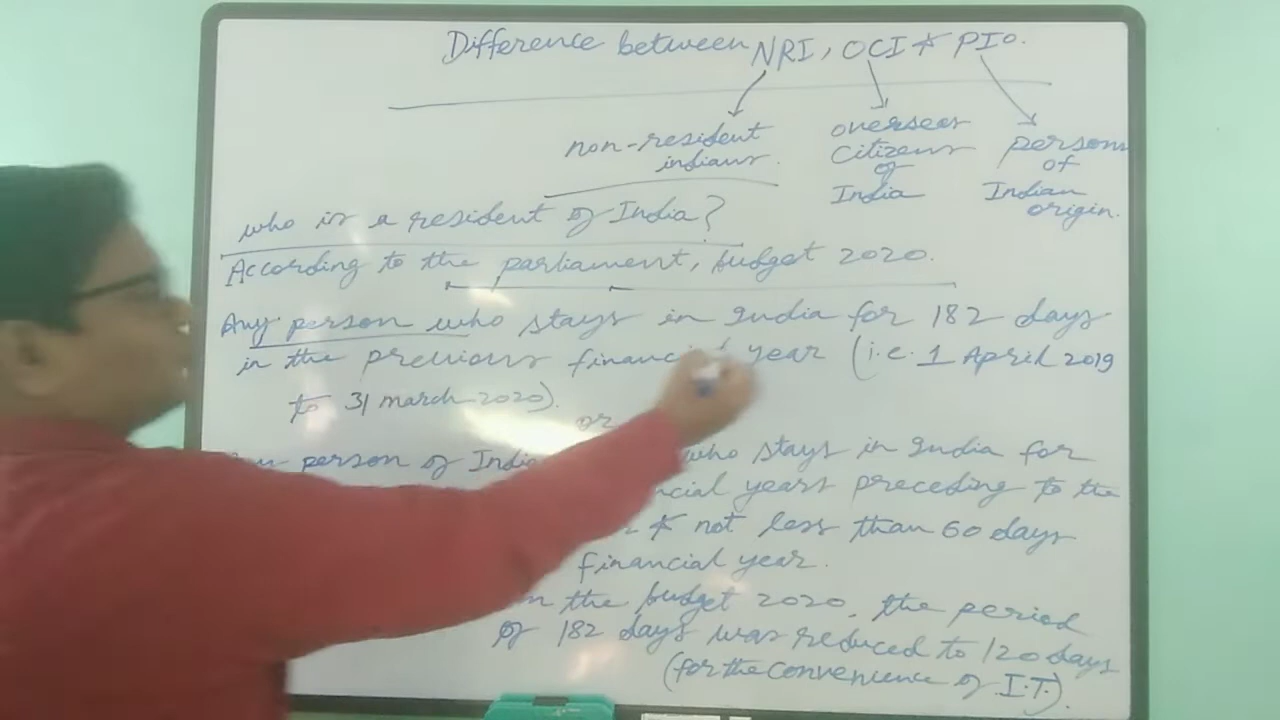 Difference between NRI, OCI & PIO.
non-resident indians.
overseas Citizens of India
persons of Indian origin.
who is a resident of India?
According to the parliament, budget 2020.
Any person who stays in India for 182 days
in the previous financial year (i.e. 1 April 2019
to 31 march 2020).
or
person of India who stays in India for
years preceding to the
& not less than 60 days
financial year.
the budget 2020, the period
of 182 days was reduced to 120 days
(for the convenience of I.T.).